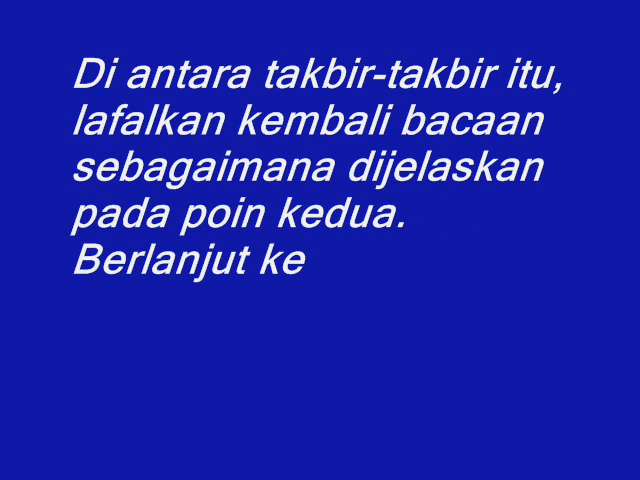 Di antara takbir-takbir itu,
lafalkan kembali bacaan
sebagaimana dijelaskan
pada poin kedua.
Berlanjut ke